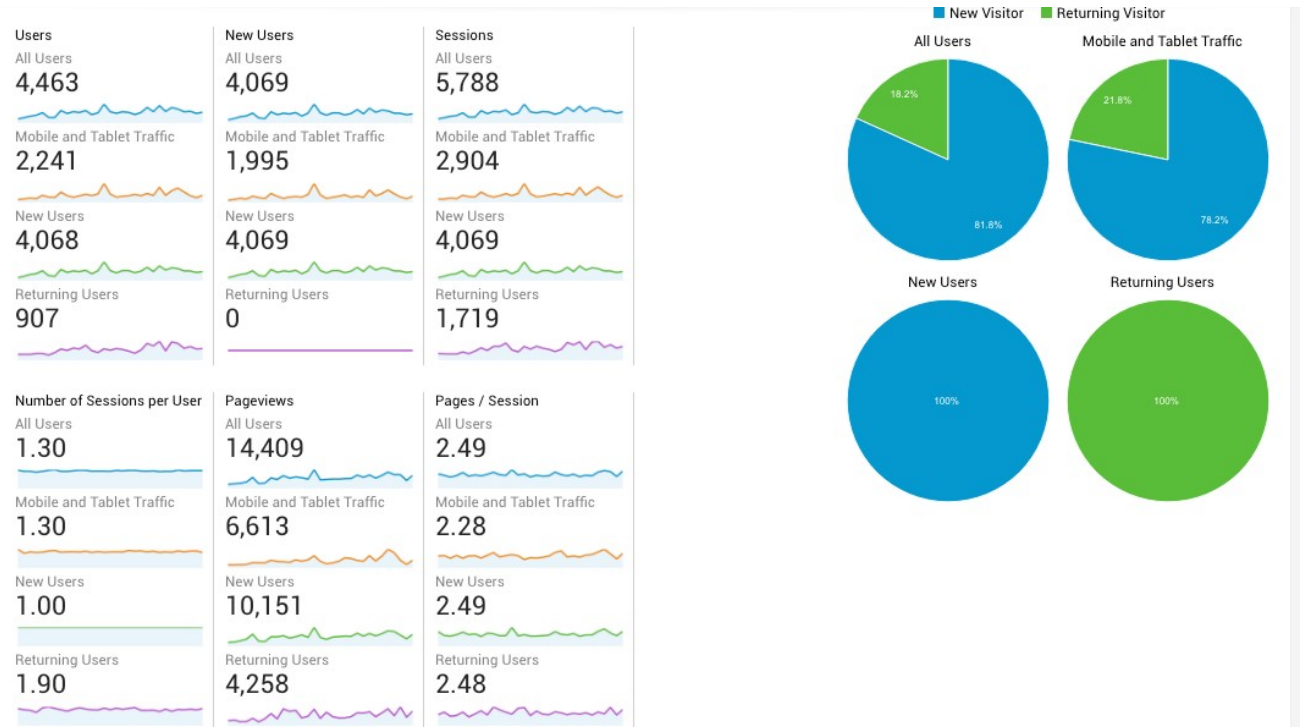 Users
All Users
4,463
Mobile and Tablet Traffic
2,241
New Users
4,068
Returning Users
907
New Users
All Users
4,069
Mobile and Tablet Traffic
1,995
New Users
4,069
Returning Users
0
Sessions
All Users
5,788
Mobile and Tablet Traffic
2,904
New Users
4,069
Returning Users
1,719
Number of Sessions per User
All Users
1.30
Mobile and Tablet Traffic
1.30
New Users
1.00
Returning Users
1.90
Pageviews
All Users
14,409
Mobile and Tablet Traffic
6,613
New Users
10,151
Returning Users
4,258
Pages / Session
All Users
2.49
Mobile and Tablet Traffic
2.28
New Users
2.49
Returning Users
2.48
New Visitor Returning Visitor
All Users
18.2%
81.8%
Mobile and Tablet Traffic
21.8%
78.2%
New Users
100%
Returning Users
100%